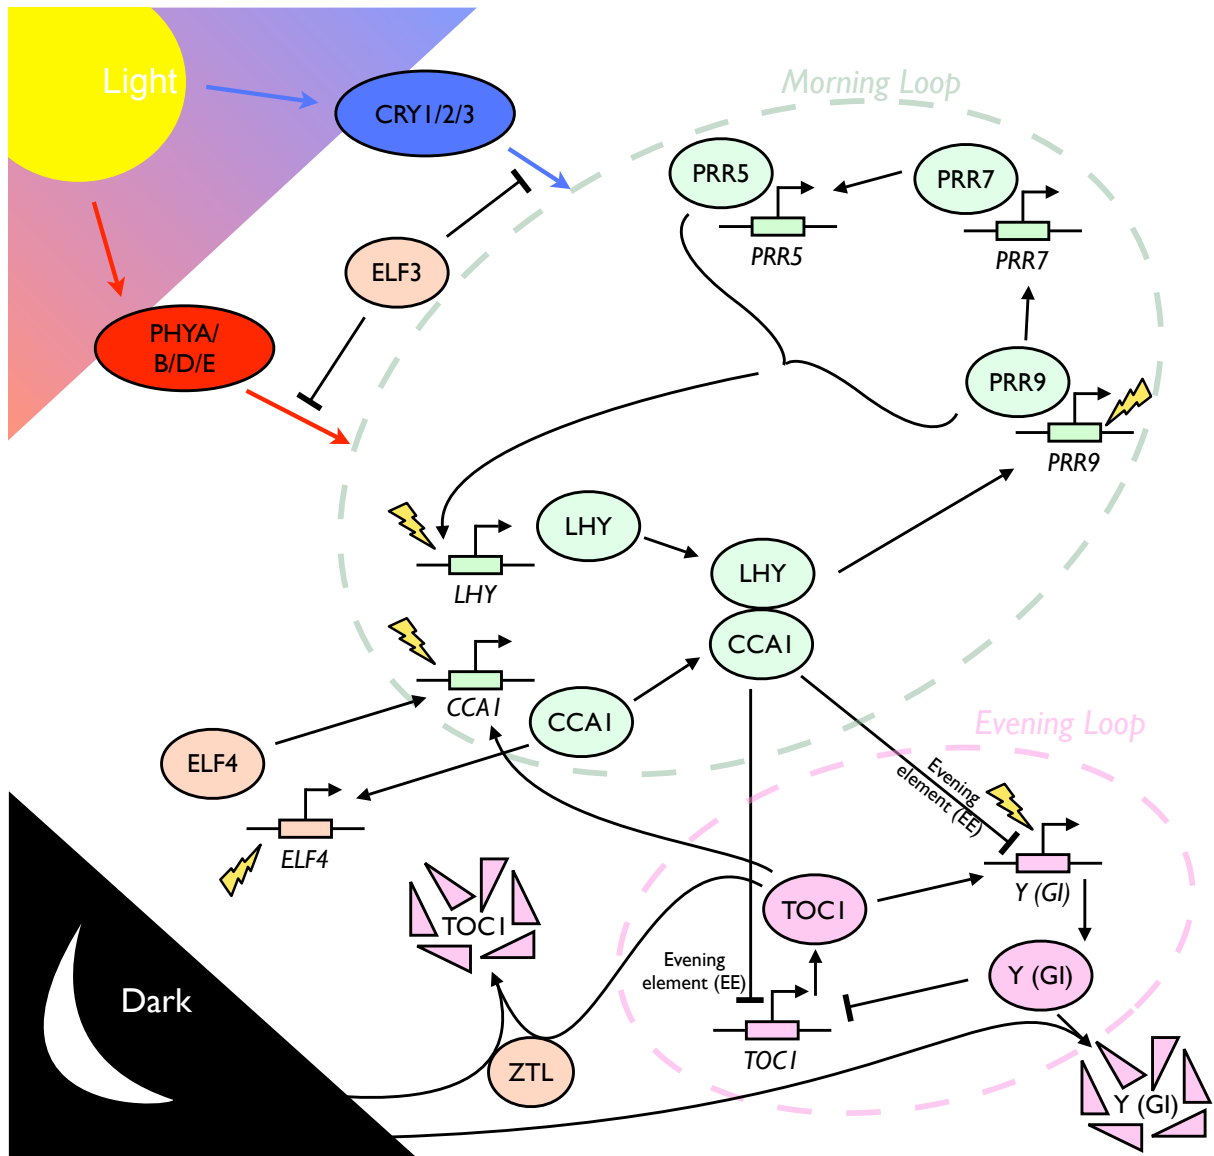 Light
CRY1/2/3
Morning Loop
PRR5
PRR5
PRR7
PRR7
ELF3
PHYA/
B/D/E
PRR9
PRR9
LHY
LHY
LHY
CCA1
CCA1
CCA1
ELF4
ELF4
Evening Loop
Evening
element (EE)
Y (GI)
TOC1
TOC1
Evening
element (EE)
Y (GI)
TOC1
Dark
ZTL
Y (GI)